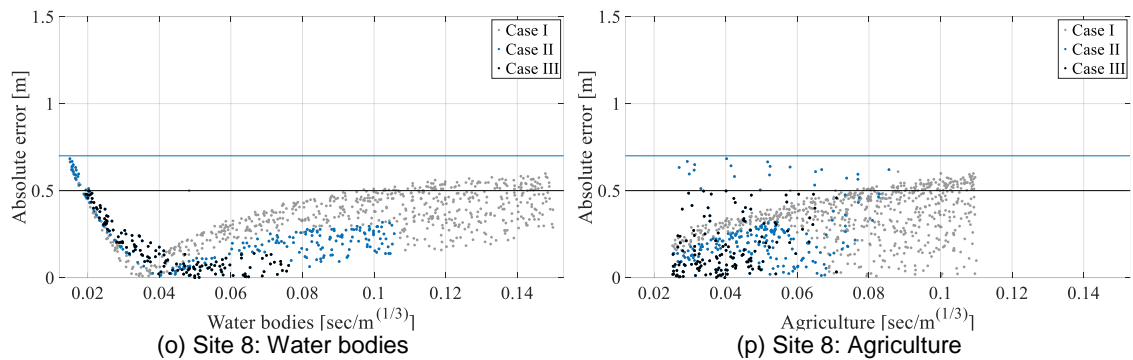 1.5
1
0.5
0
Absolute error [m]
Case I
Case II
Case III
0.02 0.04 0.06 0.08 0.1 0.12 0.14
Water bodies [sec/m^(1/3)]
(o) Site 8: Water bodies
1.5
1
0.5
0
Absolute error [m]
Case I
Case II
Case III
0.02 0.04 0.06 0.08 0.1 0.12 0.14
Agriculture [sec/m^(1/3)]
(p) Site 8: Agriculture